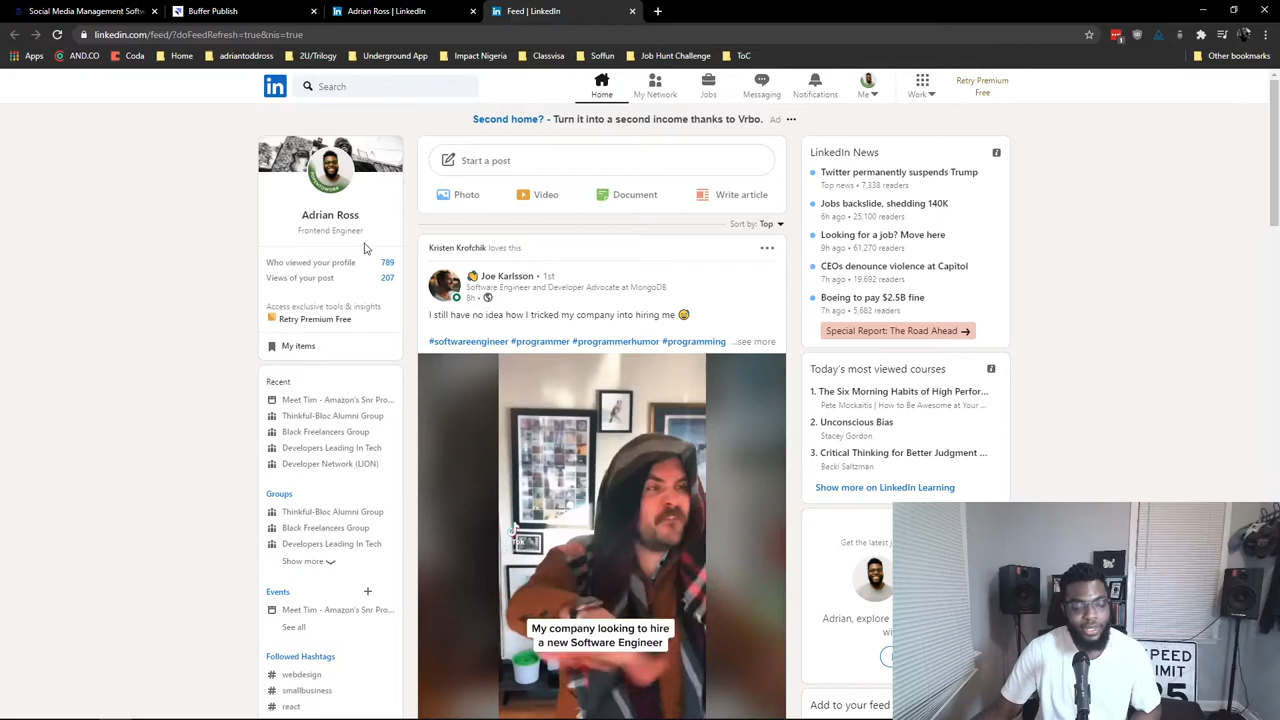 Social Media Management Softw
Buffer Publish
Adrian Ross | LinkedIn
Feed | LinkedIn
linkedin.com/feed/?doFeedRefresh=true&nis=true
Apps
AND.CO
Coda
Home
adriantoddross
2U/Trilogy
Underground App
Impact Nigeria
Classviva
Soffun
Job Hunt Challenge
ToC
Other bookmarks
in
Search
Home
My Network
Jobs
Messaging
Notifications
Me
Work
Retry Premium
Free
Second home? - Turn it into a second income thanks to Vrbo. Ad
#OPENTOWORK
Adrian Ross
Frontend Engineer
Who viewed your profile 789
Views of your post 207
Access exclusive tools & insights
Retry Premium Free
My items
Recent
Meet Tim - Amazon's Snr Pro...
Thinkful-Bloc Alumni Group
Black Freelancers Group
Developers Leading In Tech
Developer Network (LION)
Groups
Thinkful-Bloc Alumni Group
Black Freelancers Group
Developers Leading In Tech
Show more
Events +
Meet Tim - Amazon's Snr Pro...
See all
Followed Hashtags
# webdesign
# smallbusiness
# react
Start a post
Photo
Video
Document
Write article
Sort by: Top
Kristen Krofchik loves this
👋 Joe Karlsson • 1st
Software Engineer and Developer Advocate at MongoDB
8h •
I still have no idea how I tricked my company into hiring me 😅
#softwareengineer #programmer #programmerhumor #programming ...see more
My company looking to hire
a new Software Engineer
LinkedIn News
Twitter permanently suspends Trump
Top news • 7,338 readers
Jobs backslide, shedding 140K
6h ago • 25,100 readers
Looking for a job? Move here
9h ago • 61,270 readers
CEOs denounce violence at Capitol
7h ago • 19,692 readers
Boeing to pay $2.5B fine
7h ago • 5,682 readers
Special Report: The Road Ahead →
Today's most viewed courses
1. The Six Morning Habits of High Perfor...
Pete Mockaitis | How to Be Awesome at Your ...
2. Unconscious Bias
Stacey Gordon
3. Critical Thinking for Better Judgment ...
Becki Saltzman
Show more on LinkedIn Learning
Get the latest j
Adrian, explore
Add to your feed
SPEED
LIMIT